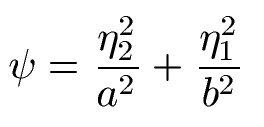 ψ = η₂²/a² + η₁²/b²